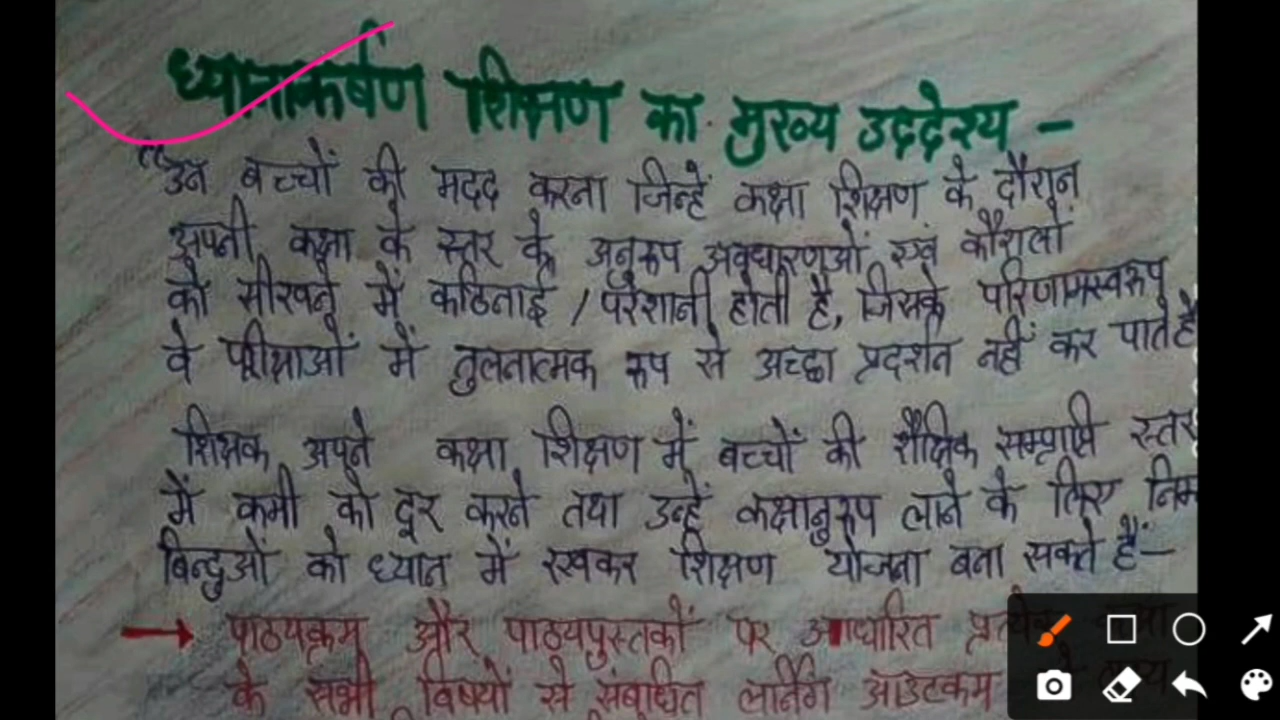 ध्यानाकर्षण शिक्षण का मुख्य उददेश्य -
“उन बच्चों की मदद करना जिन्हें कक्षा शिक्षण के दौरान
अपनी कक्षा के स्तर के अनुरूप अवधारणओं एवं कौशलों
को सीखने में कठिनाई / परेशानी होती है, जिसके परिणामस्वरूप
वे परीक्षाओं में तुलनात्मक रूप से अच्छा प्रदर्शन नहीं कर पाते हैं
शिक्षक अपने कक्षा शिक्षण में बच्चों की शैक्षिक सम्प्राप्ति स्तर
में कमी को दूर करने तथा उन्हें कक्षानुरूप लाने के लिए
बिन्दुओं को ध्यान में रखकर शिक्षण योजना बना सकते हैं:-
→ पाठ्यक्रम और पाठ्यपुस्तकों पर आधारित
के सभी विषयों से संबंधित लर्निंग आउटकम